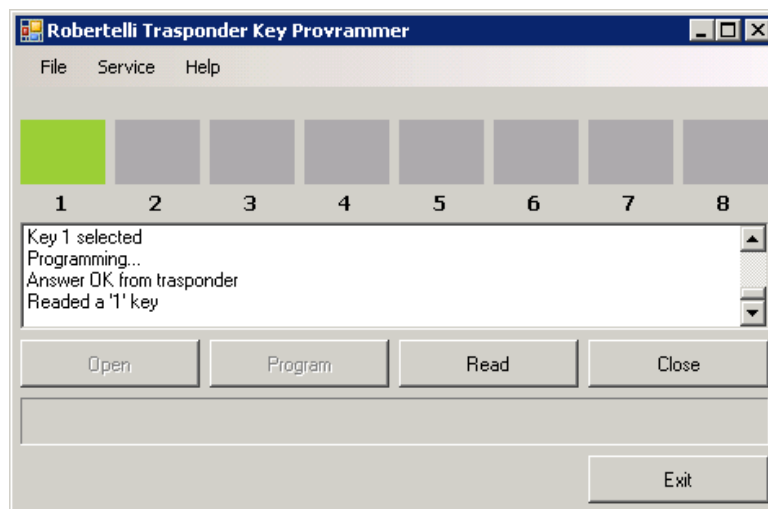 Robertelli Trasponder Key Provrammer
File Service Help
1 2 3 4 5 6 7 8
Key 1 selected
Programming...
Answer OK from trasponder
Readed a '1' key
Open Program Read Close
Exit